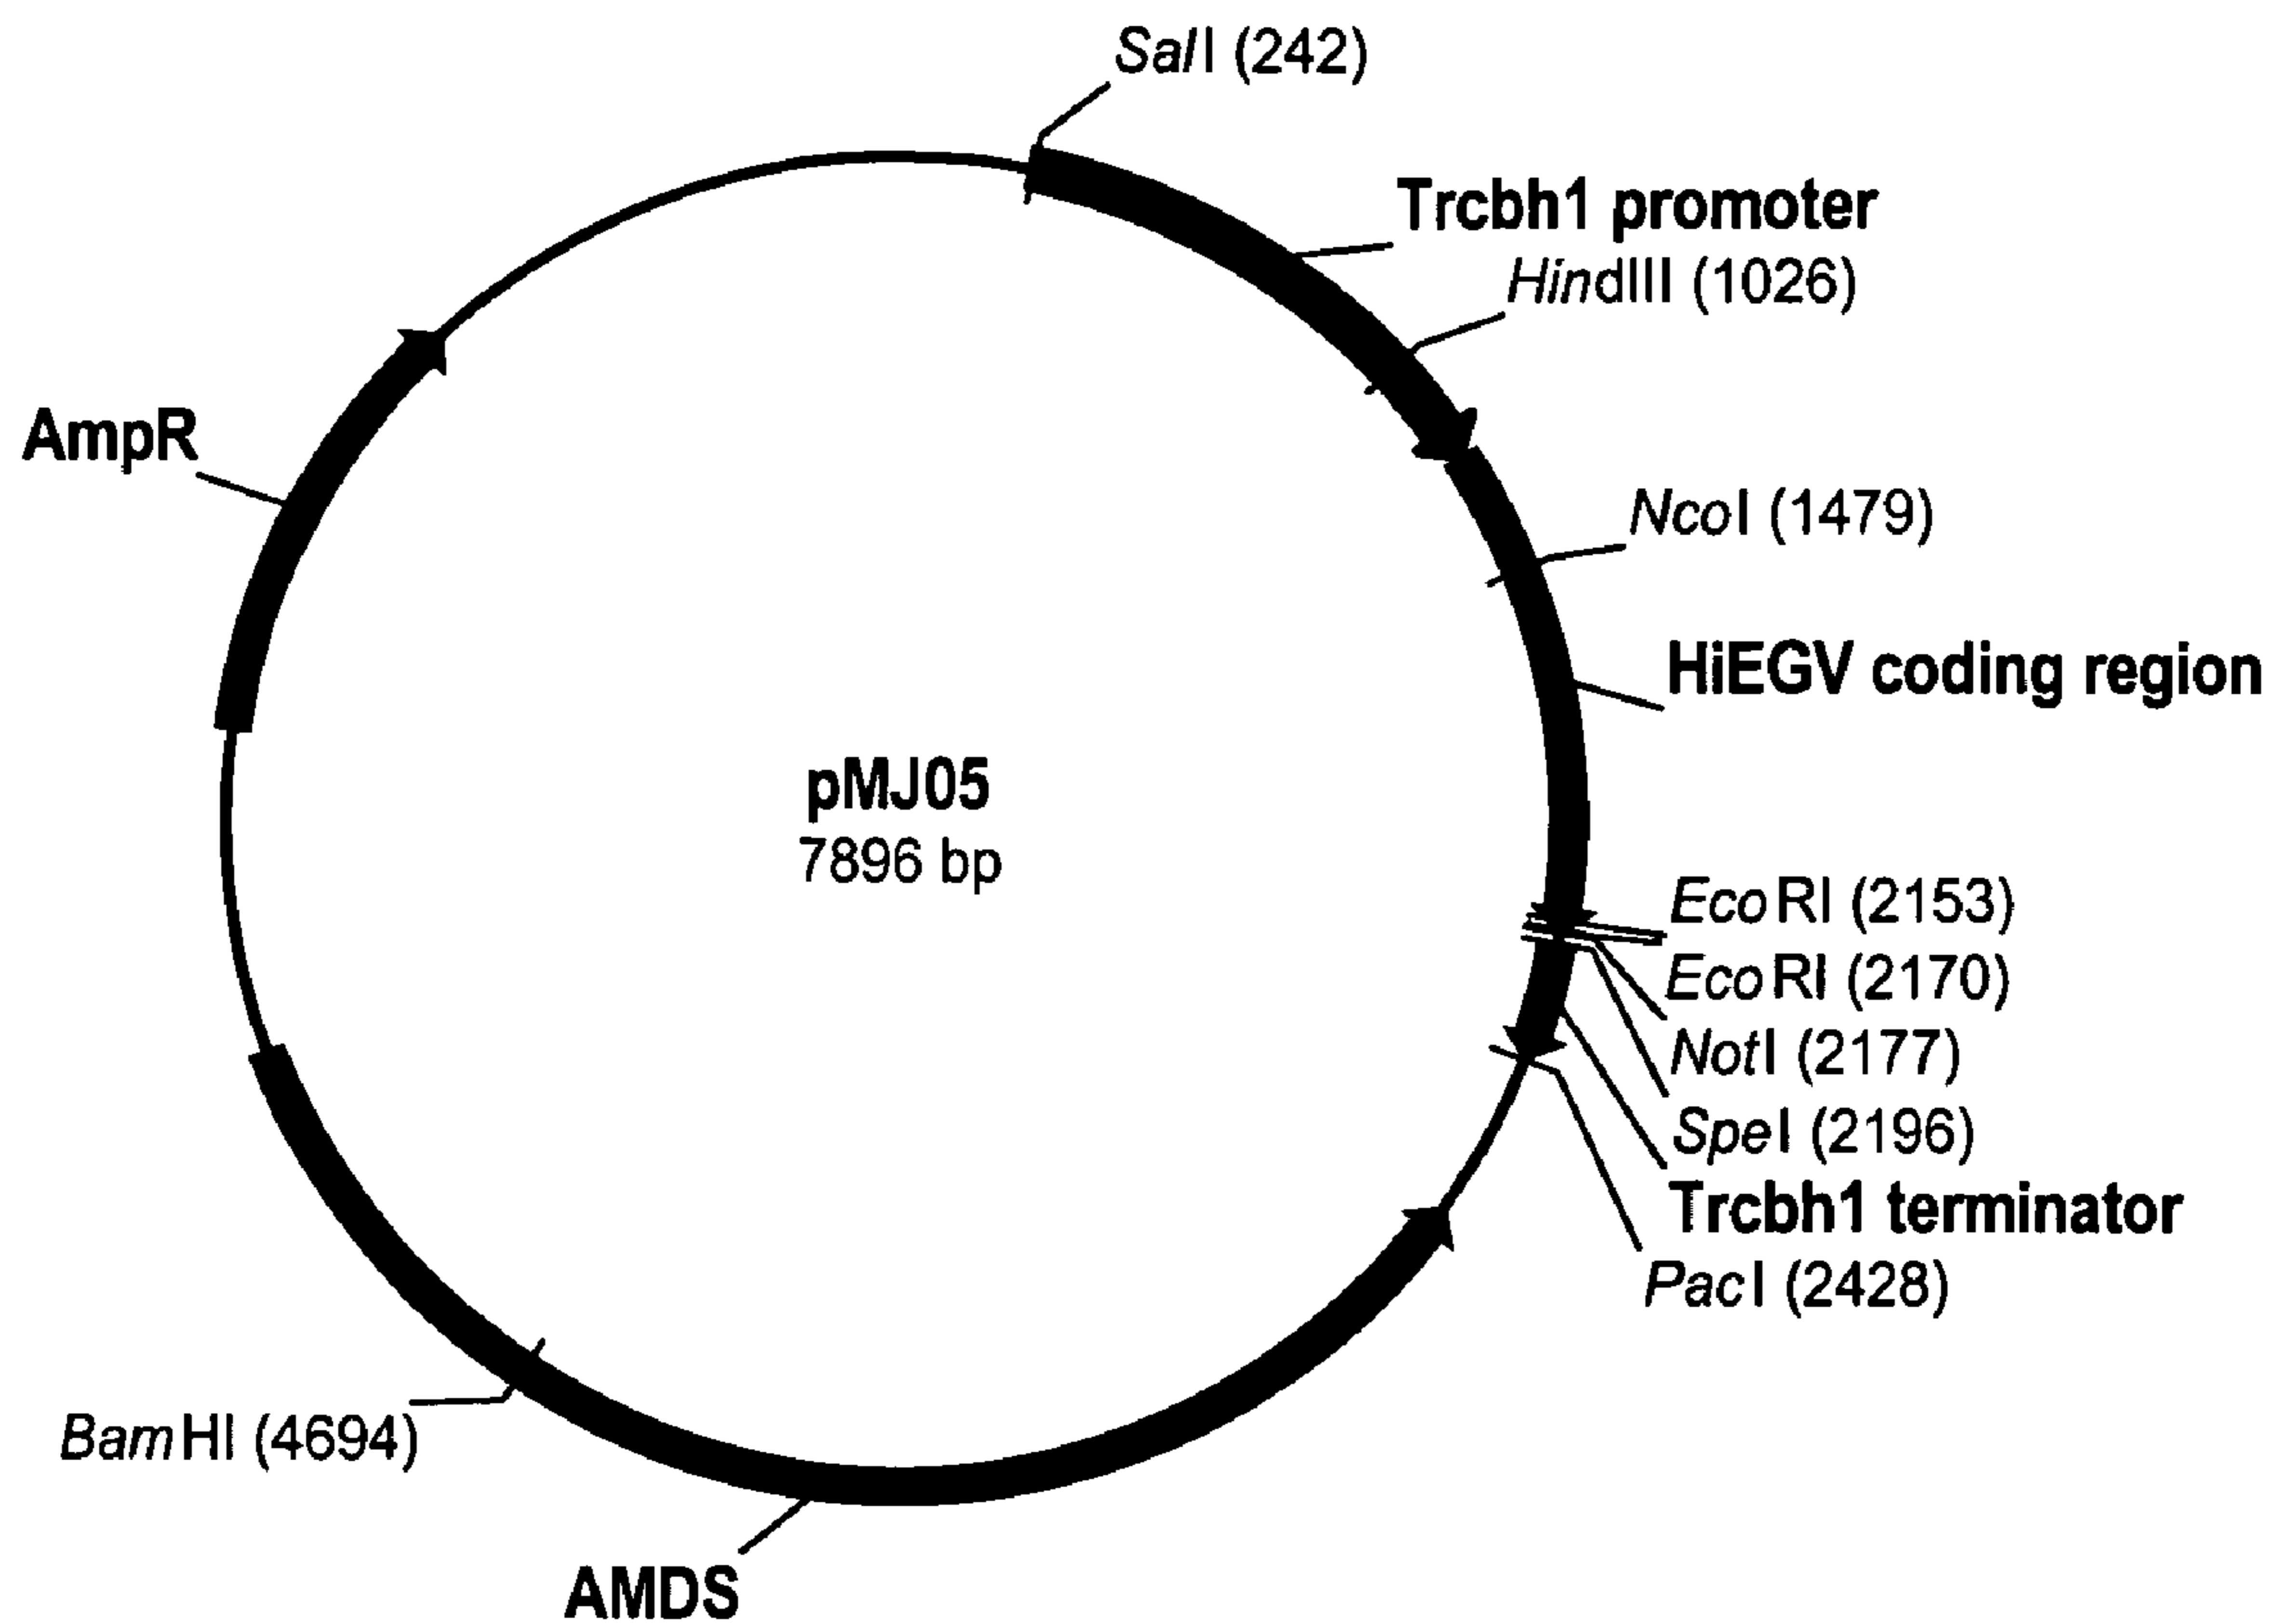 SalI (242)
Trcbh1 promoter
HindIII (1026)
AmpR
NcoI (1479)
HiEGV coding region
pMJ05
7896 bp
EcoRI (2153)
EcoRI (2170)
NotI (2177)
SpeI (2196)
Trcbh1 terminator
PacI (2428)
BamHI (4694)
AMDS